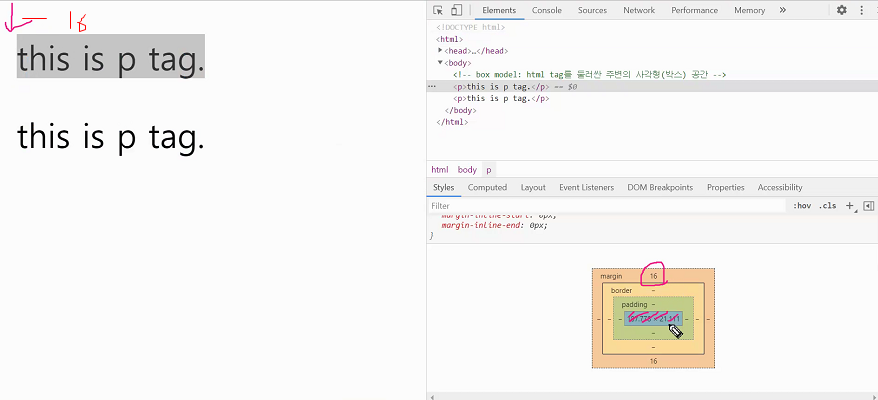 ← 16
this is p tag.
this is p tag.
Elements Console Sources Network Performance Memory »
<!DOCTYPE html>
<html>
<head>…</head>
<body>
<!-- box model: html tag를 둘러싼 주변의 사각형(박스) 공간 -->
… <p>this is p tag.</p> == $0
<p>this is p tag.</p>
</body>
</html>
html body p
Styles Computed Layout Event Listeners DOM Breakpoints Properties Accessibility
Filter :hov .cls +
margin-inline-start: 0px;
margin-inline-end: 0px;
}
margin 16
border –
padding –
– – – – – –
–
–
16